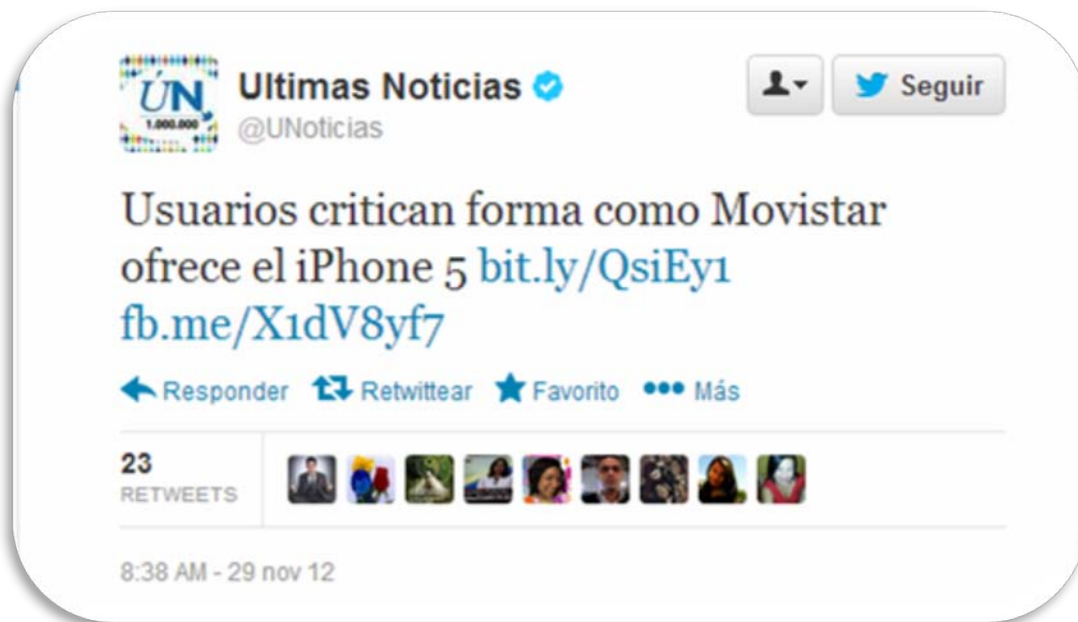 ÚN
1.000.000
Ultimas Noticias
@UNoticias
Seguir
Usuarios critican forma como Movistar
ofrece el iPhone 5 bit.ly/QsiEy1
fb.me/X1dV8yf7
Responder Retwittear Favorito Más
23
RETWEETS
8:38 AM - 29 nov 12